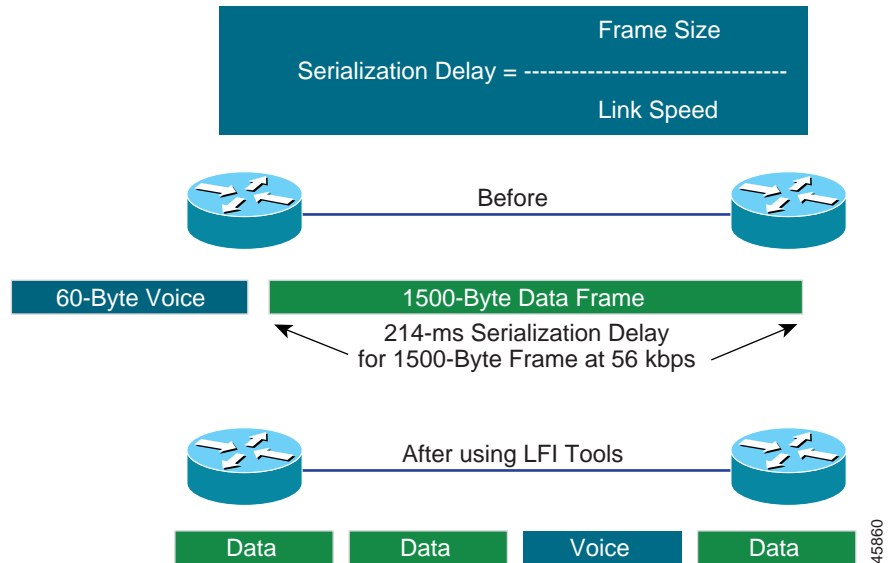 Frame Size
Serialization Delay = ---------------------------------
Link Speed
Before
60-Byte Voice
1500-Byte Data Frame
214-ms Serialization Delay
for 1500-Byte Frame at 56 kbps
After using LFI Tools
Data
Data
Voice
Data
45860